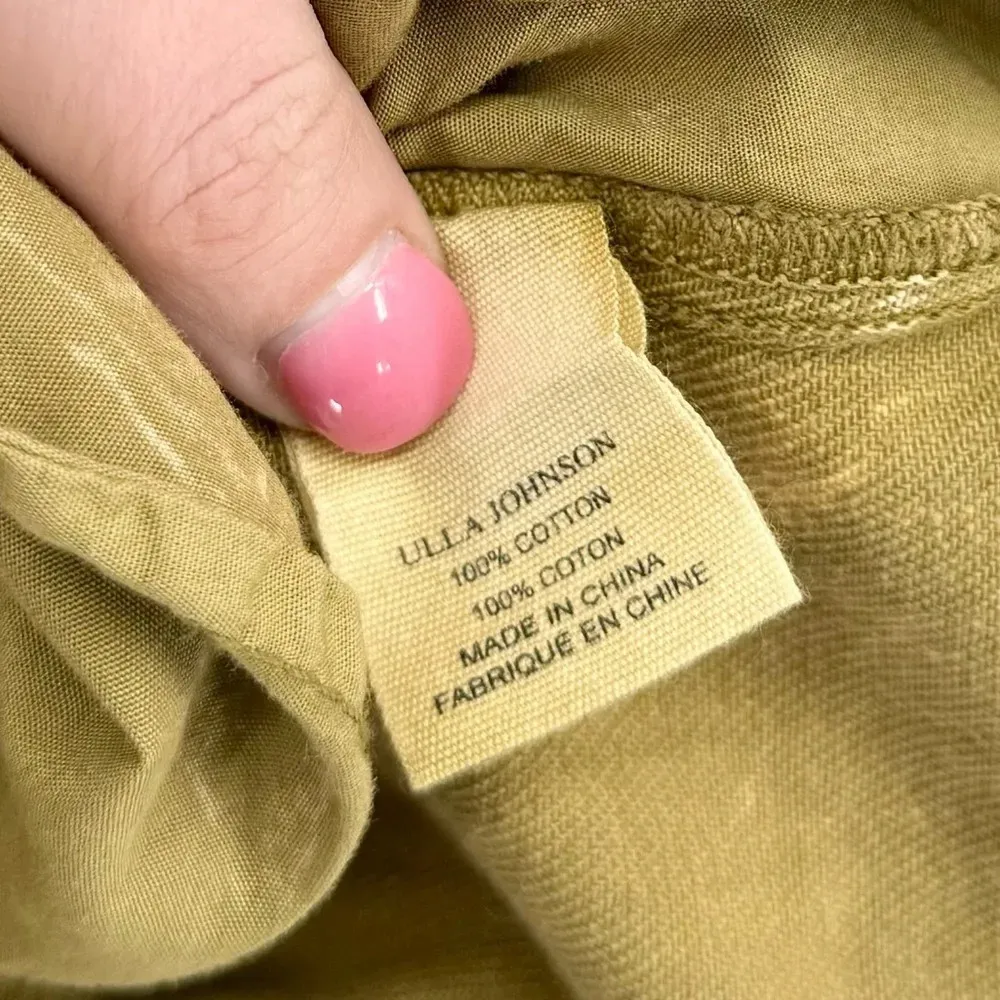 ULLA JOHNSON
100% COTTON
100% COTON
MADE IN CHINA
FABRIQUE EN CHINE